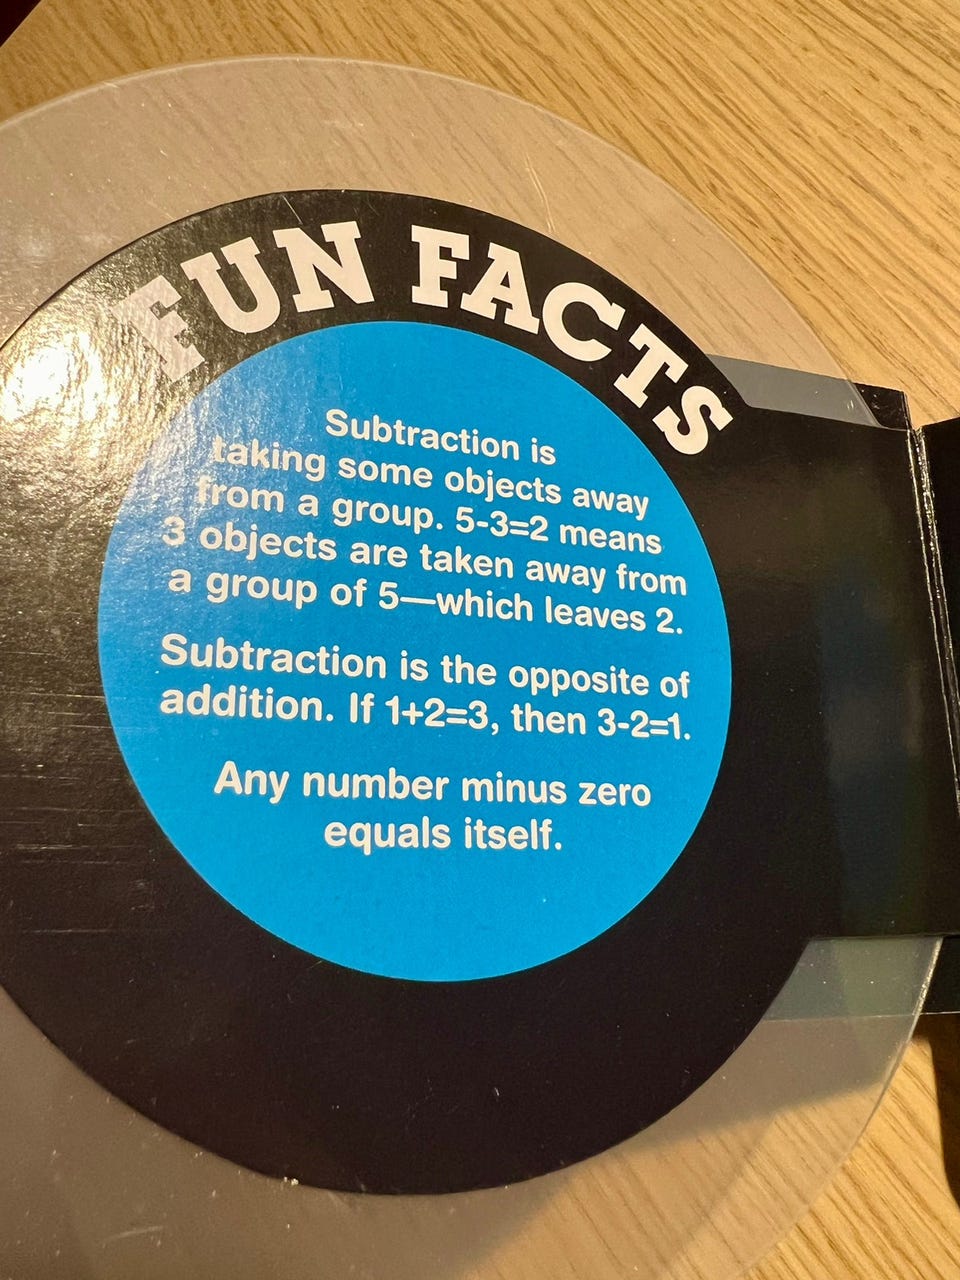 FUN FACTS
Subtraction is
taking some objects away
from a group. 5-3=2 means
3 objects are taken away from
a group of 5—which leaves 2.
Subtraction is the opposite of
addition. If 1+2=3, then 3-2=1.
Any number minus zero
equals itself.